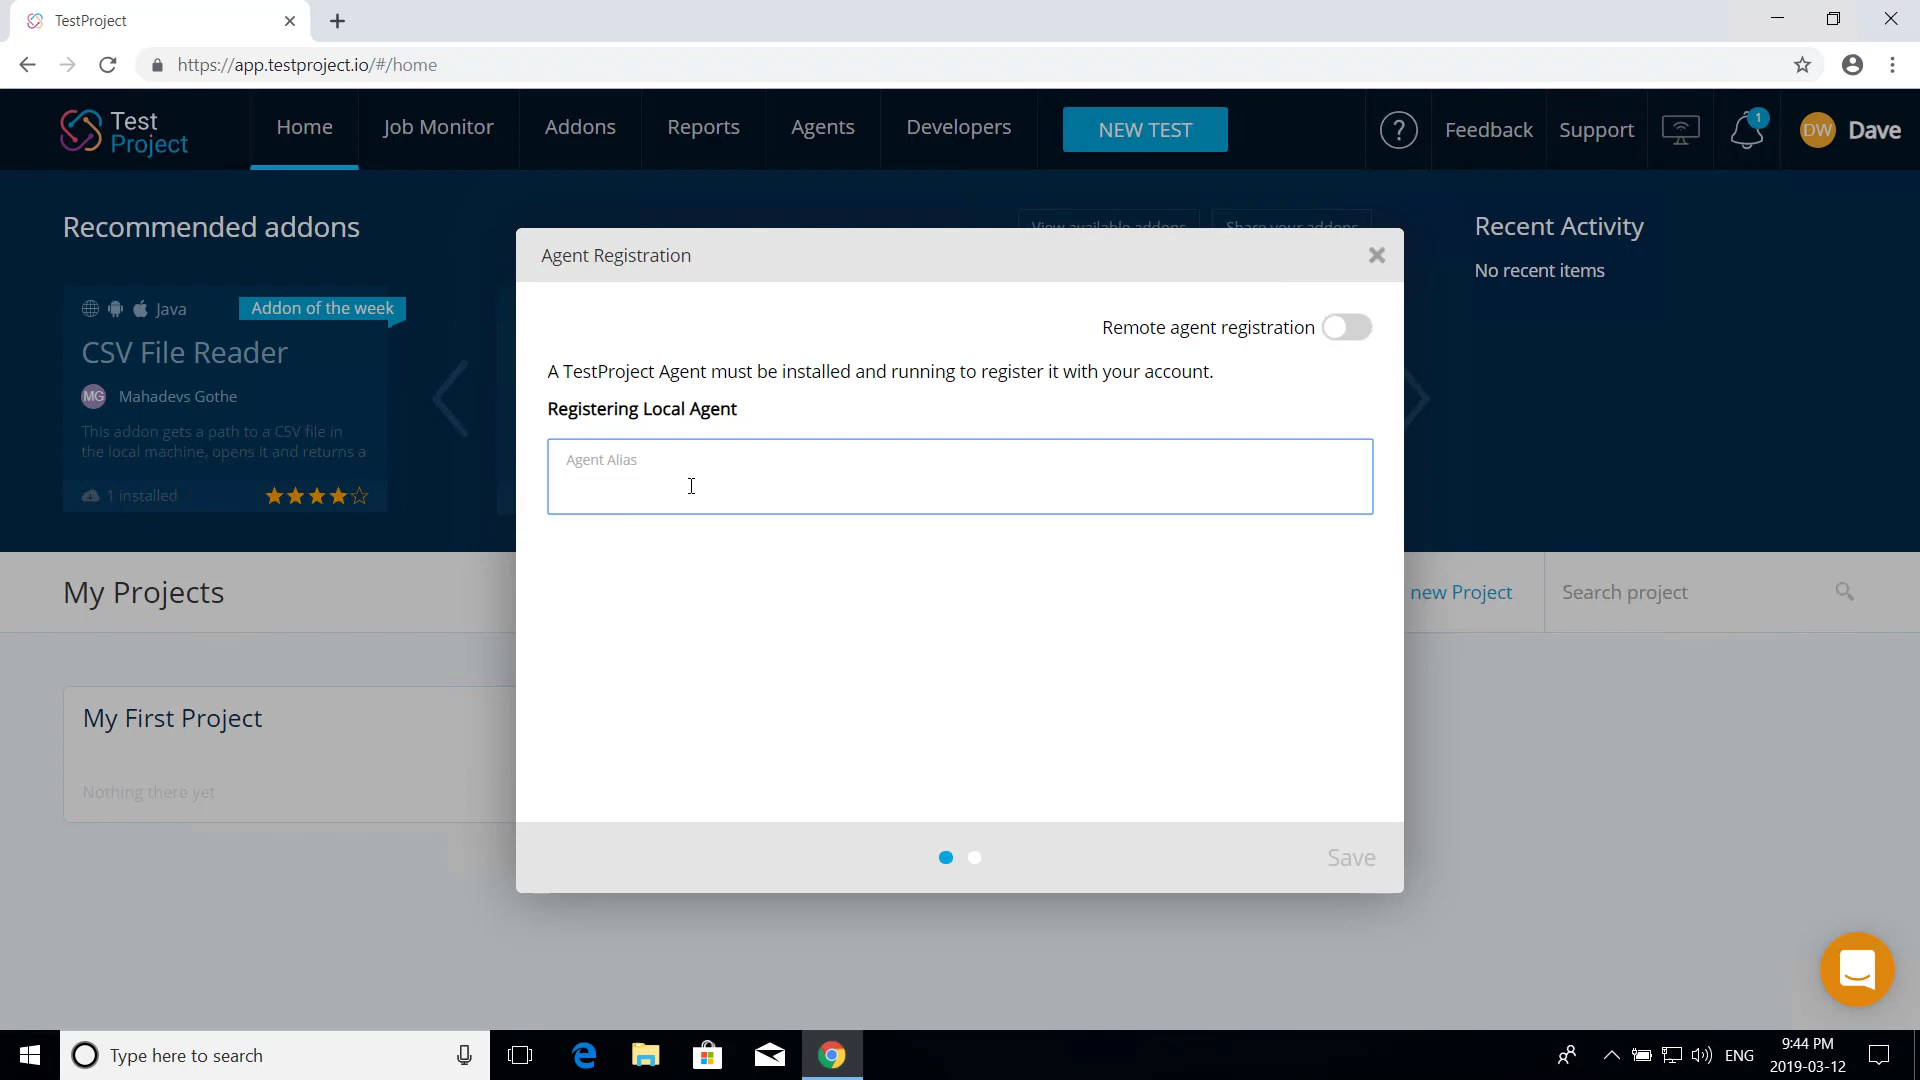 TestProject
https://app.testproject.io/#/home
Test
Project
Home
Job Monitor
Addons
Reports
Agents
Developers
NEW TEST
?
Feedback
Support
1
DW
Dave
Recommended addons
View available addons
Share your addons
Recent Activity
No recent items
Java
Addon of the week
CSV File Reader
MG
Mahadevs Gothe
This addon gets a path to a CSV file in
the local machine, opens it and returns a
1 installed
Agent Registration
Remote agent registration
A TestProject Agent must be installed and running to register it with your account.
Registering Local Agent
Agent Alias
Save
My Projects
new Project
Search project
My First Project
Nothing there yet
Type here to search
ENG
9:44 PM
2019-03-12